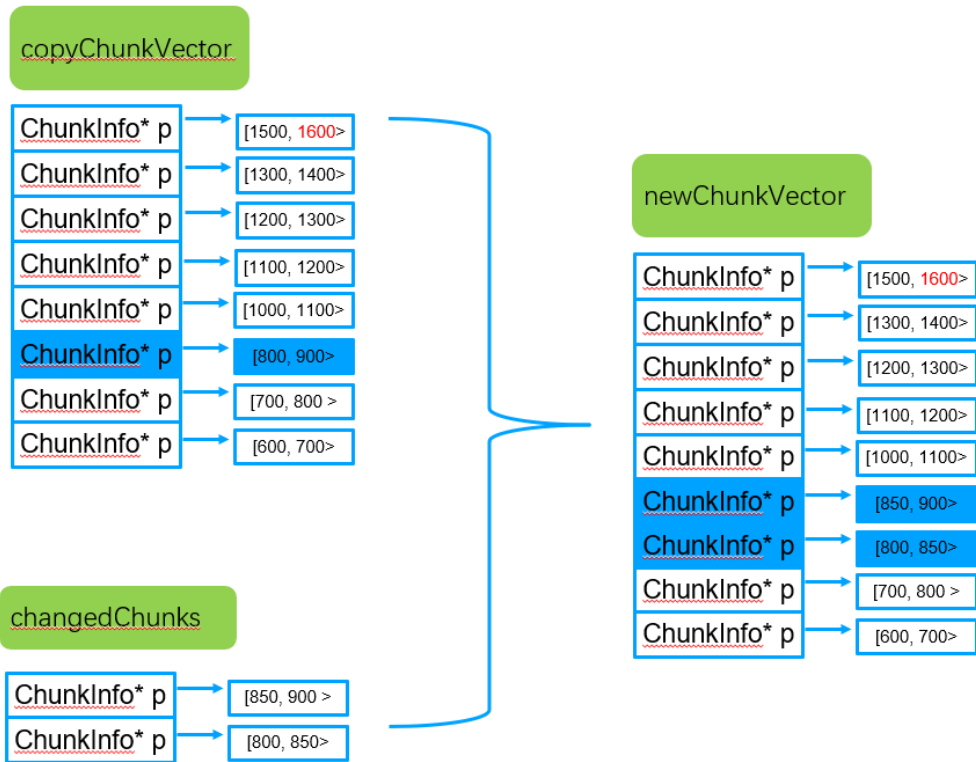 copyChunkVector
ChunkInfo* p [1500, 1600>
ChunkInfo* p [1300, 1400>
ChunkInfo* p [1200, 1300>
ChunkInfo* p [1100, 1200>
ChunkInfo* p [1000, 1100>
ChunkInfo* p [800, 900>
ChunkInfo* p [700, 800 >
ChunkInfo* p [600, 700>
changedChunks
ChunkInfo* p [850, 900 >
ChunkInfo* p [800, 850>
newChunkVector
ChunkInfo* p [1500, 1600>
ChunkInfo* p [1300, 1400>
ChunkInfo* p [1200, 1300>
ChunkInfo* p [1100, 1200>
ChunkInfo* p [1000, 1100>
ChunkInfo* p [850, 900>
ChunkInfo* p [800, 850>
ChunkInfo* p [700, 800 >
ChunkInfo* p [600, 700>